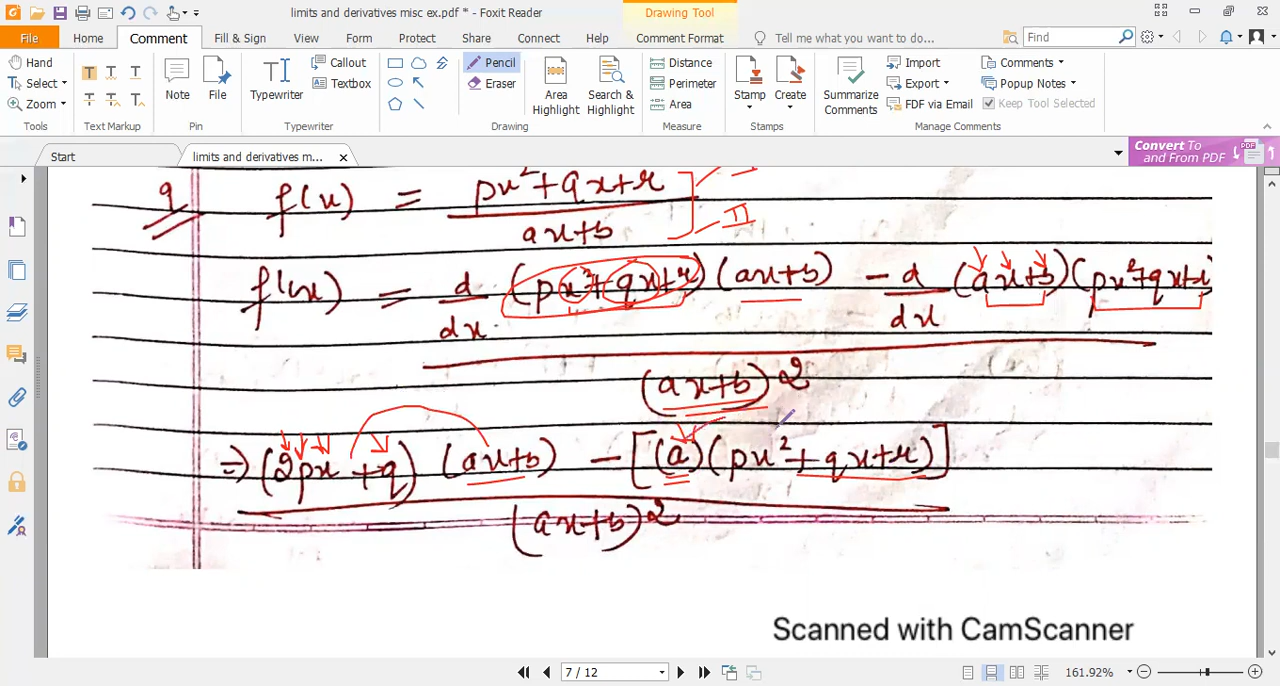 limits and derivatives misc ex.pdf * - Foxit Reader
Drawing Tool
File Home Comment Fill & Sign View Form Protect Share Connect Help Comment Format Tell me what you want to do... Find
Hand
Select
Zoom
Tools
Text Markup
Note
File
Pin
Typewriter
Callout
Textbox
Typewriter
Pencil
Eraser
Drawing
Area Highlight
Search & Highlight
Distance
Perimeter
Area
Measure
Stamp
Create
Stamps
Summarize Comments
Import
Export
FDF via Email
Comments
Popup Notes
Keep Tool Selected
Manage Comments
Start
limits and derivatives m...
Convert To
and From PDF
PDF
9 f(x) = px²+qx+r I
ax+b II
f'(x) = d/dx (px²+qx+r)(ax+b) - d/dx (ax+b)(px²+qx+r)
(ax+b)2
⇒ (2px+q)(ax+b) - [(a)(px²+qx+r)]
(ax+b)2
Scanned with CamScanner
7 / 12
161.92%